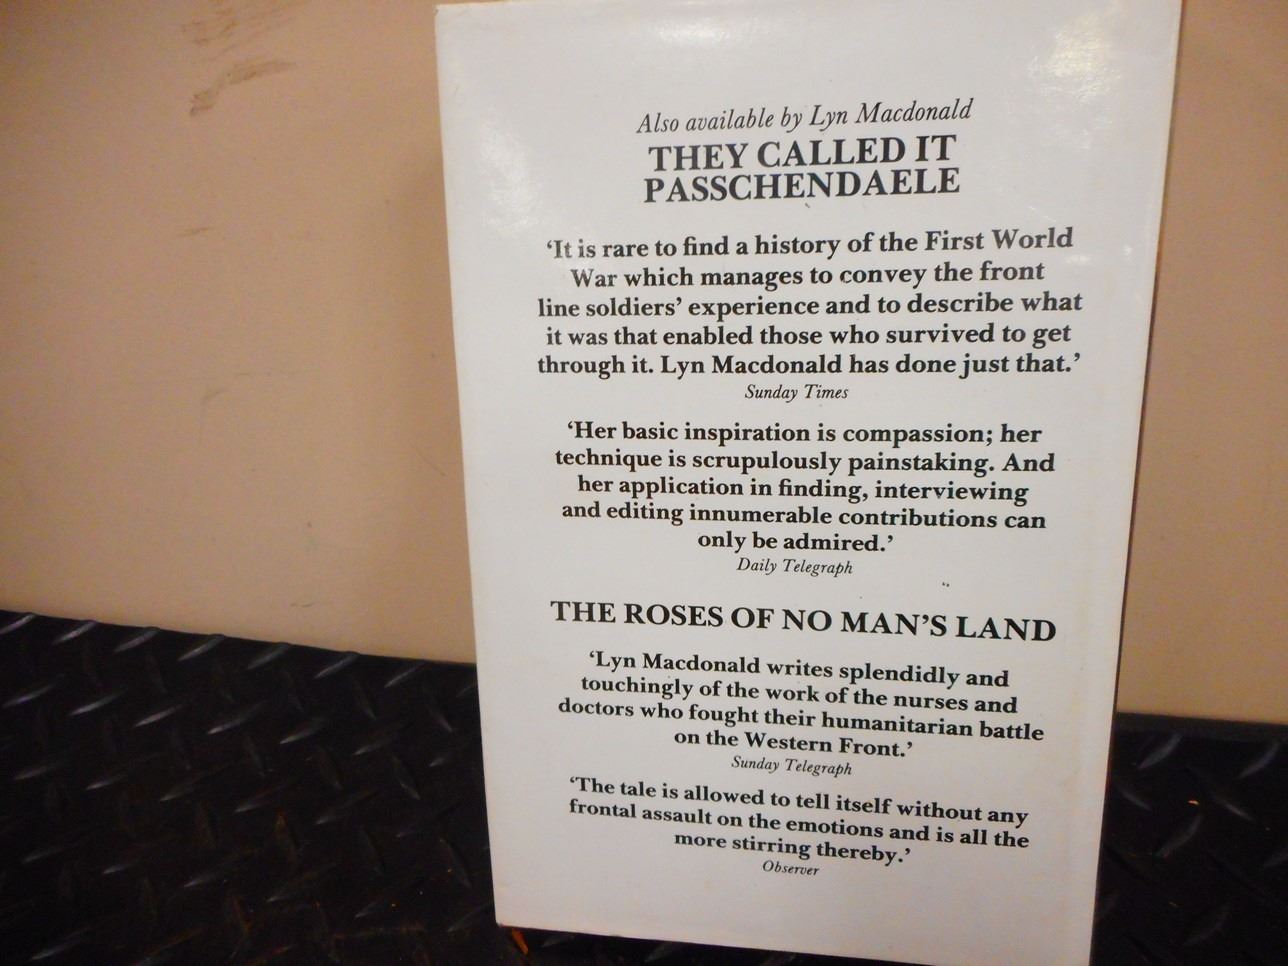 Also available by Lyn Macdonald
THEY CALLED IT
PASSCHENDAELE
‘It is rare to find a history of the First World
War which manages to convey the front
line soldiers’ experience and to describe what
it was that enabled those who survived to get
through it. Lyn Macdonald has done just that.’
Sunday Times
‘Her basic inspiration is compassion; her
technique is scrupulously painstaking. And
her application in finding, interviewing
and editing innumerable contributions can
only be admired.’
Daily Telegraph
THE ROSES OF NO MAN’S LAND
‘Lyn Macdonald writes splendidly and
touchingly of the work of the nurses and
doctors who fought their humanitarian battle
on the Western Front.’
Sunday Telegraph
‘The tale is allowed to tell itself without any
frontal assault on the emotions and is all the
more stirring thereby.’
Observer